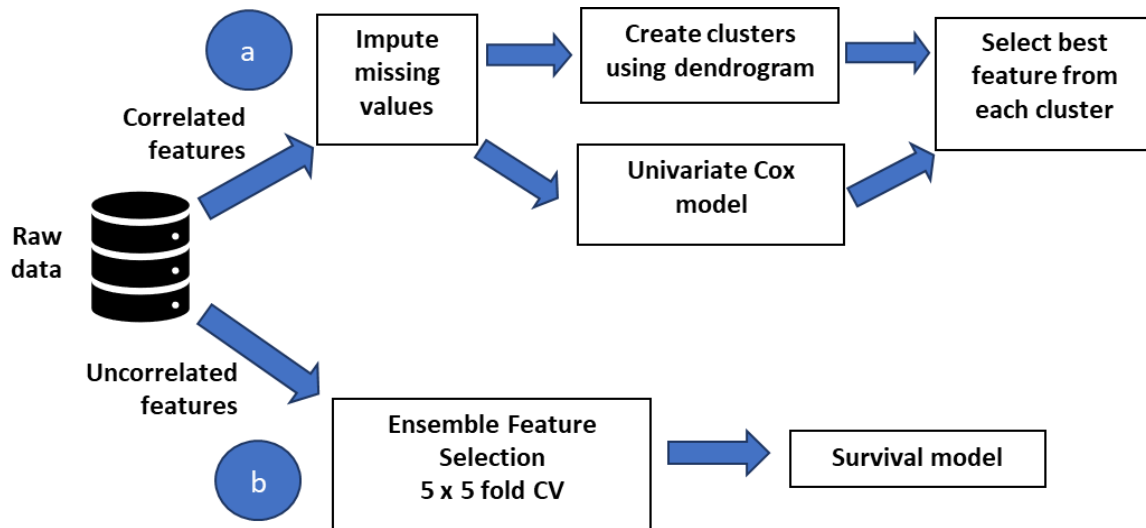 a
Impute
missing
values
Create clusters
using dendrogram
Select best
feature from
each cluster
Correlated
features
Univariate Cox
model
Raw
data
Uncorrelated
features
b
Ensemble Feature
Selection
5 x 5 fold CV
Survival model